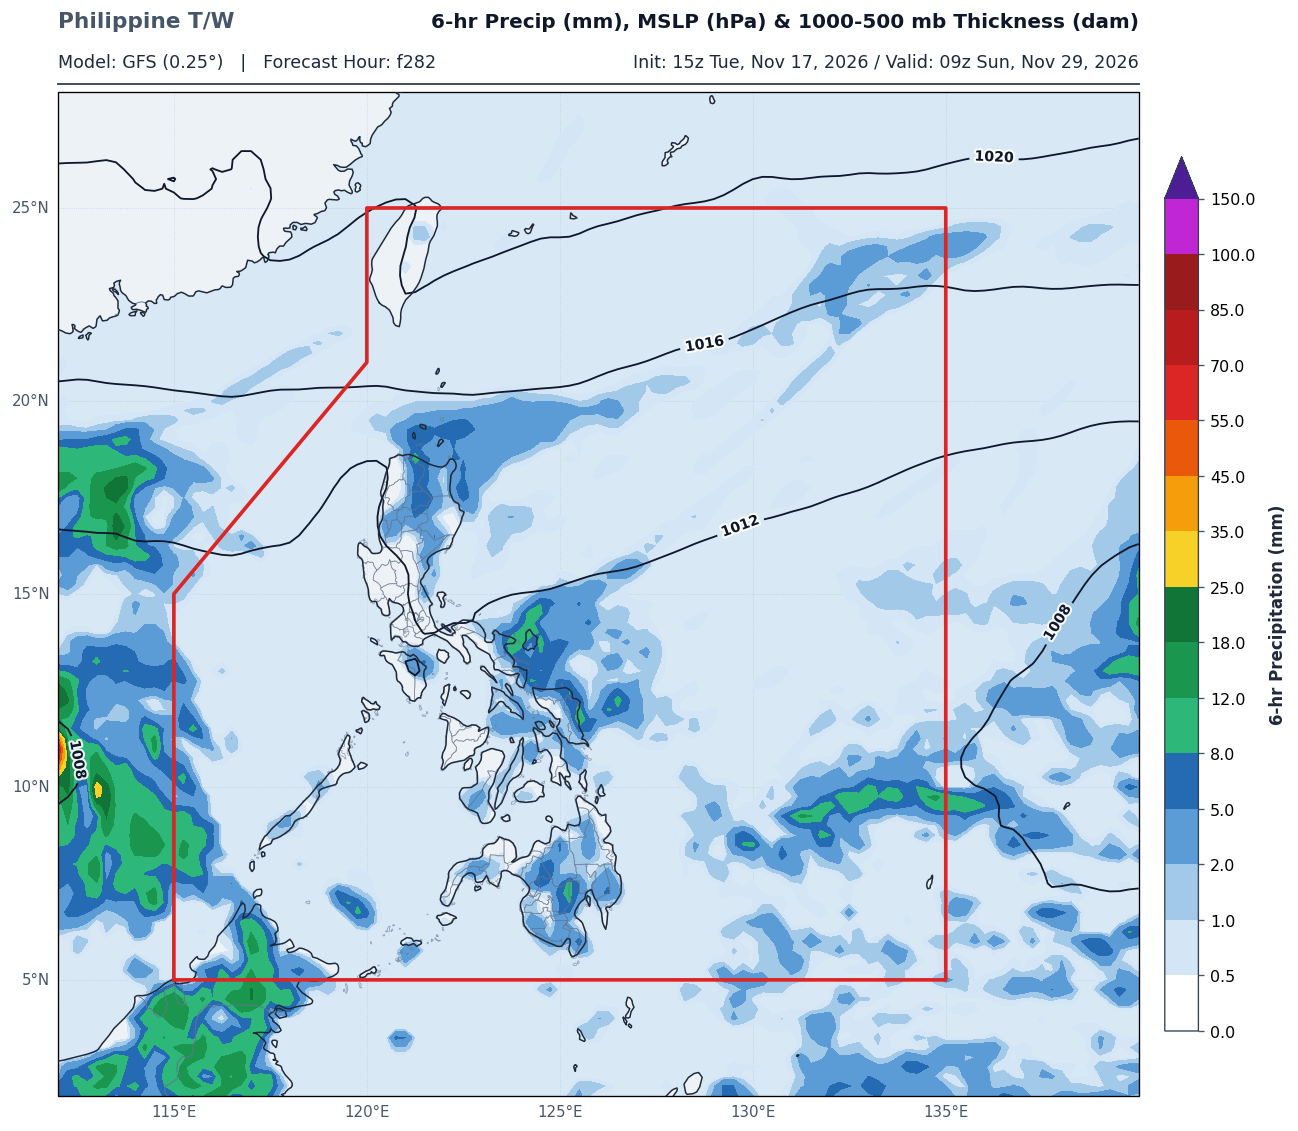 Philippine T/W
6-hr Precip (mm), MSLP (hPa) & 1000-500 mb Thickness (dam)
Model: GFS (0.25°) | Forecast Hour: f282
Init: 15z Tue, Nov 17, 2026 / Valid: 09z Sun, Nov 29, 2026
1020
1016
1012
1008
1008
25°N
20°N
15°N
10°N
5°N
115°E
120°E
125°E
130°E
135°E
150.0
100.0
85.0
70.0
55.0
45.0
35.0
25.0
18.0
12.0
8.0
5.0
2.0
1.0
0.5
0.0
6-hr Precipitation (mm)